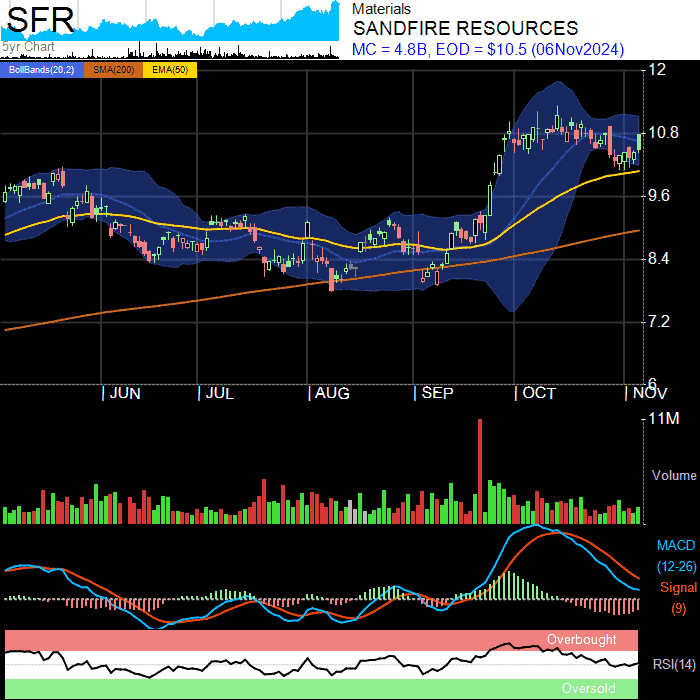 SFR
5yr Chart
Materials
SANDFIRE RESOURCES
MC = 4.8B, EOD = $10.5 (06Nov2024)
BollBands(20,2) SMA(200) EMA(50)
12
10.8
9.6
8.4
7.2
6
JUN JUL AUG SEP OCT NOV
11M
Volume
MACD
(12-26)
Signal
(9)
Overbought
RSI(14)
Oversold